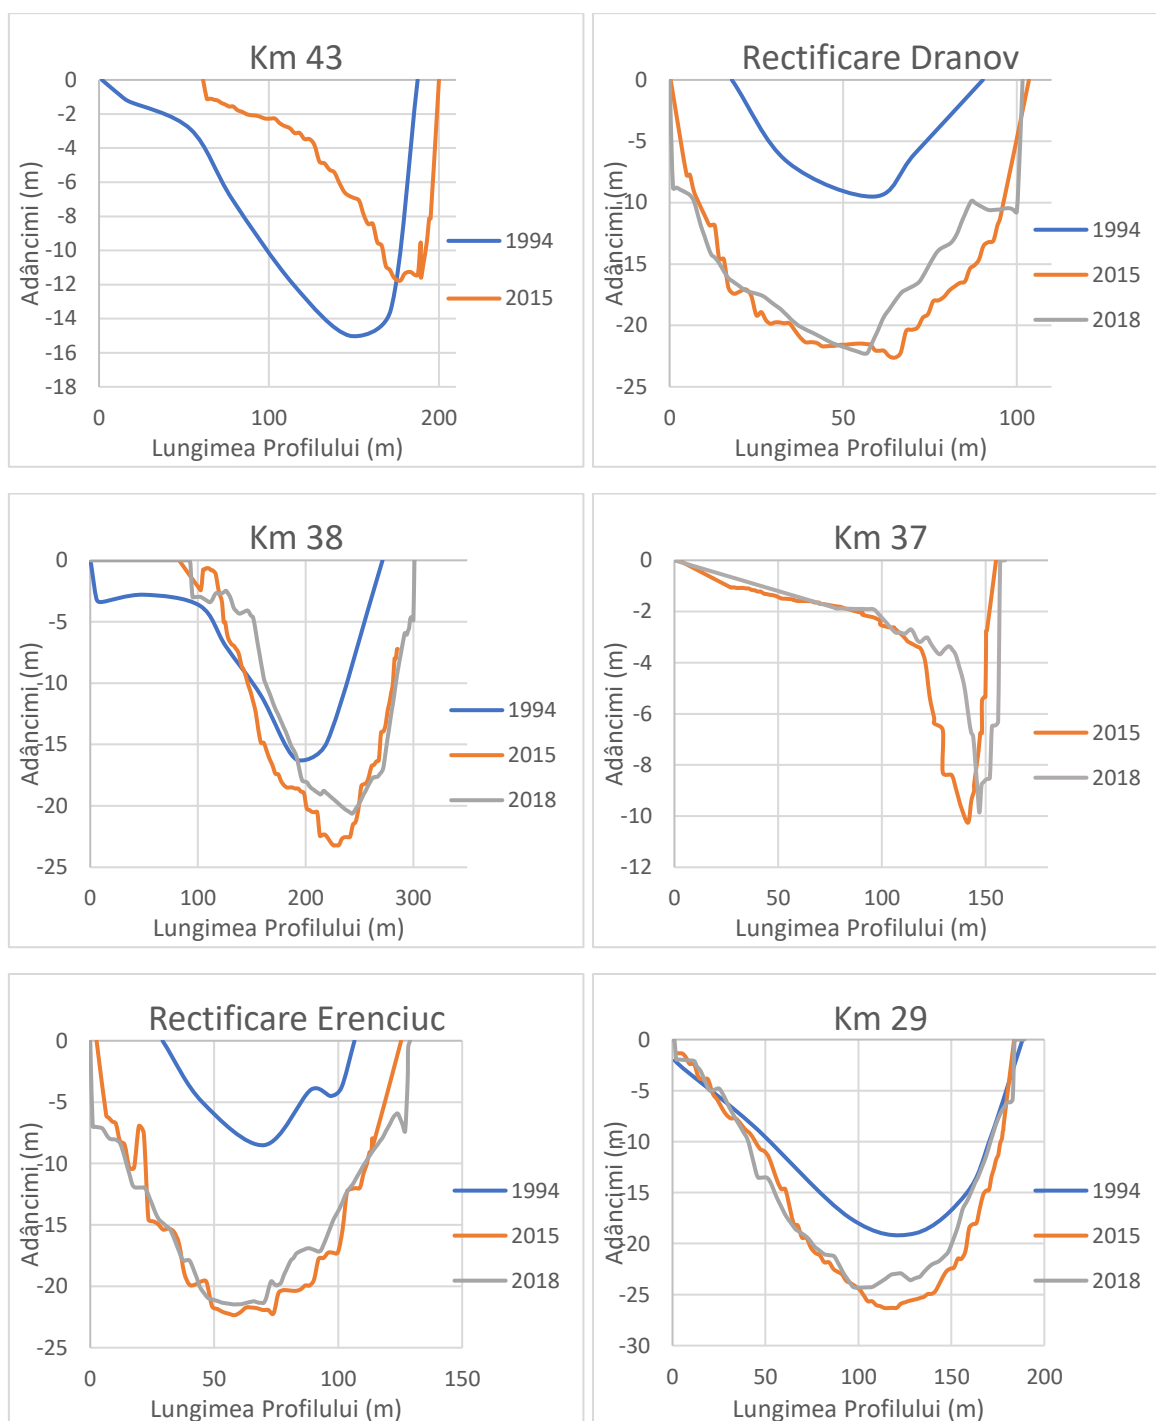 Km 43
0
-2
-4
-6
-8
-10
-12
-14
-16
-18
0 100 200
Adâncimi (m)
Lungimea Profilului (m)
1994
2015
Rectificare Dranov
0
-5
-10
-15
-20
-25
0 50 100
Adâncimi (m)
Lungimea Profilului (m)
1994
2015
2018
Km 38
0
-5
-10
-15
-20
-25
0 100 200 300
Adâncimi (m)
Lungimea Profilului (m)
1994
2015
2018
Km 37
0
-2
-4
-6
-8
-10
-12
0 50 100 150
Adâncimi (m)
Lungimea Profilului (m)
2015
2018
Rectificare Erenciuc
0
-5
-10
-15
-20
-25
0 50 100 150
Adâncimi (m)
Lungimea Profilului (m)
1994
2015
2018
Km 29
0
-5
-10
-15
-20
-25
-30
0 50 100 150 200
Adâncimi (m)
Lungimea Profilului (m)
1994
2015
2018